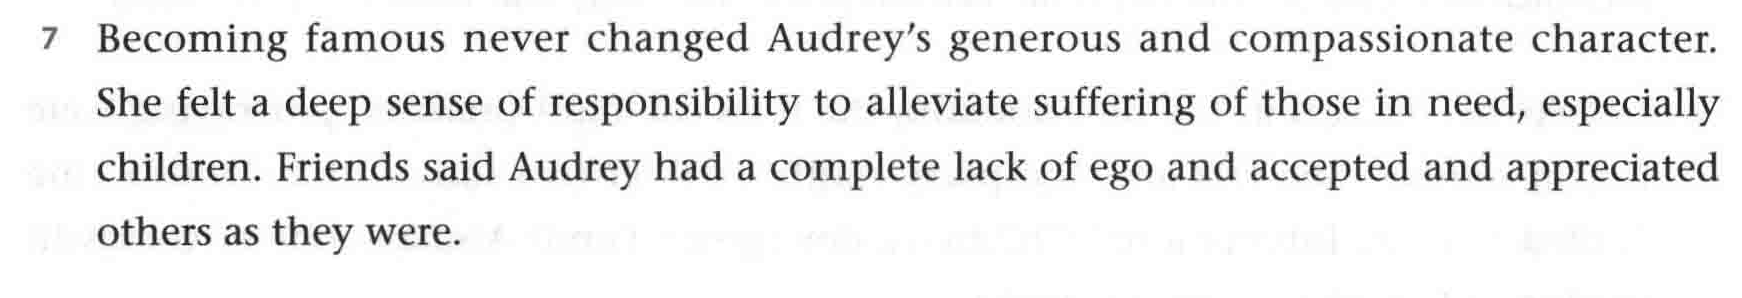 7 Becoming famous never changed Audrey's generous and compassionate character.
She felt a deep sense of responsibility to alleviate suffering of those in need, especially
children. Friends said Audrey had a complete lack of ego and accepted and appreciated
others as they were.